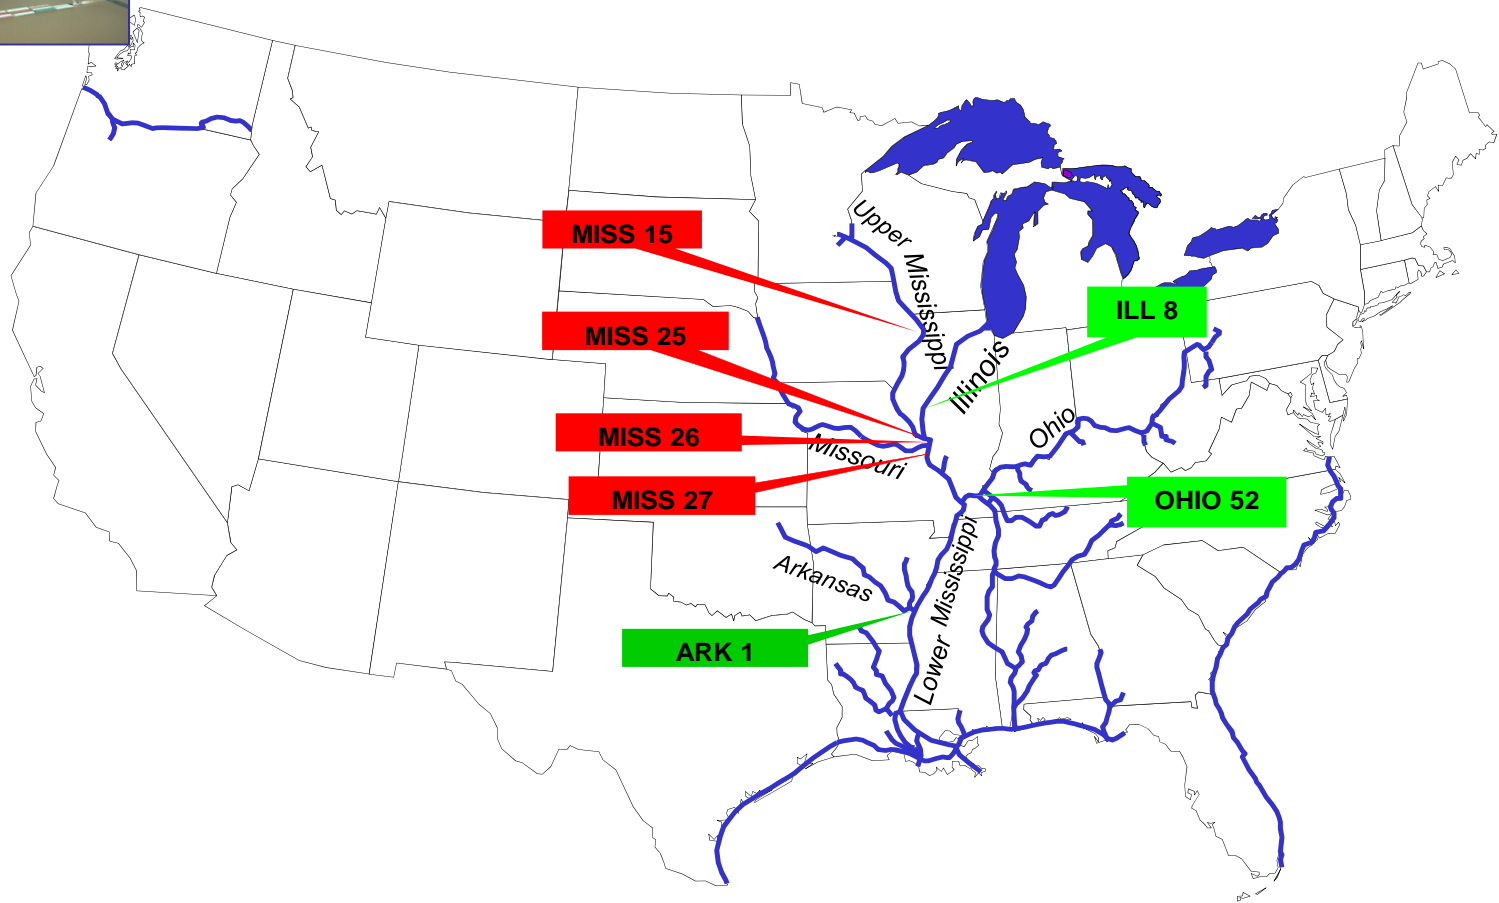 Upper Mississippi
MISS 15
ILL 8
MISS 25
Illinois
MISS 26
Ohio
Missouri
MISS 27
OHIO 52
Arkansas
Lower Mississippi
ARK 1